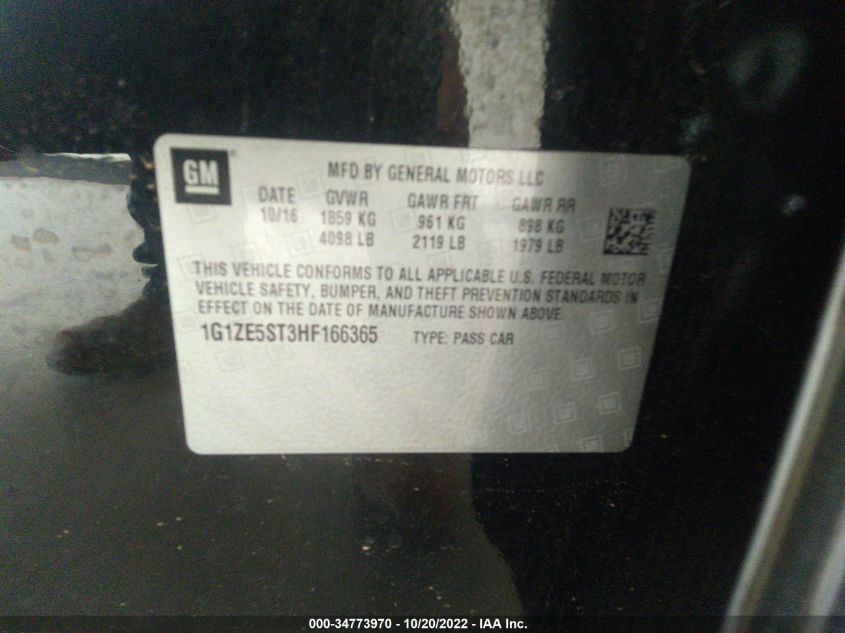 GM
MFD BY GENERAL MOTORS LLC
DATE GVWR GAWR FRT GAWR RR
10/16 1859 KG 961 KG 898 KG
4098 LB 2119 LB 1979 LB
THIS VEHICLE CONFORMS TO ALL APPLICABLE U.S. FEDERAL MOTOR
VEHICLE SAFETY, BUMPER, AND THEFT PREVENTION STANDARDS IN
EFFECT ON THE DATE OF MANUFACTURE SHOWN ABOVE.
1G1ZE5ST3HF166365 TYPE: PASS CAR
000-34773970 - 10/20/2022 - IAA Inc.